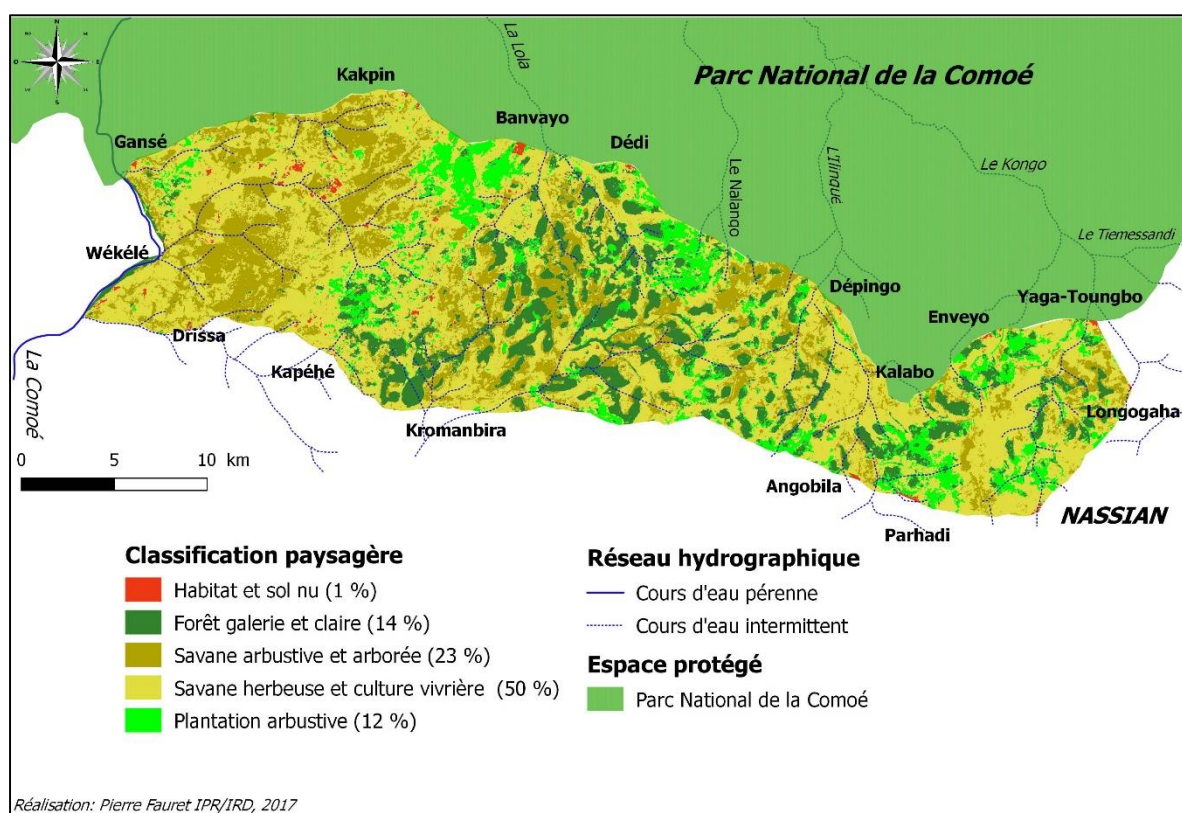 N
O
E
S
La Lola
Kakpin
Parc National de la Comoé
Banvayo
Gansé
Dédi
Le Nalanqo
L'Ilinqué
Le Kongo
Wékélé
Le Tiemessandi
Dépingo
Yaga-Toungbo
Enveyo
Drissa
La Comoé
Kapéhé
Kalabo
Kromanbira
Longogaha
0 5 10 km
Angobila
NASSIAN
Parhadi
Classification paysagère
Habitat et sol nu (1 %)
Forêt galerie et claire (14 %)
Savane arbustive et arborée (23 %)
Savane herbeuse et culture vivrière (50 %)
Plantation arbustive (12 %)
Réseau hydrographique
Cours d'eau pérenne
Cours d'eau intermittent
Espace protégé
Parc National de la Comoé
Réalisation: Pierre Fauret IPR/IRD, 2017